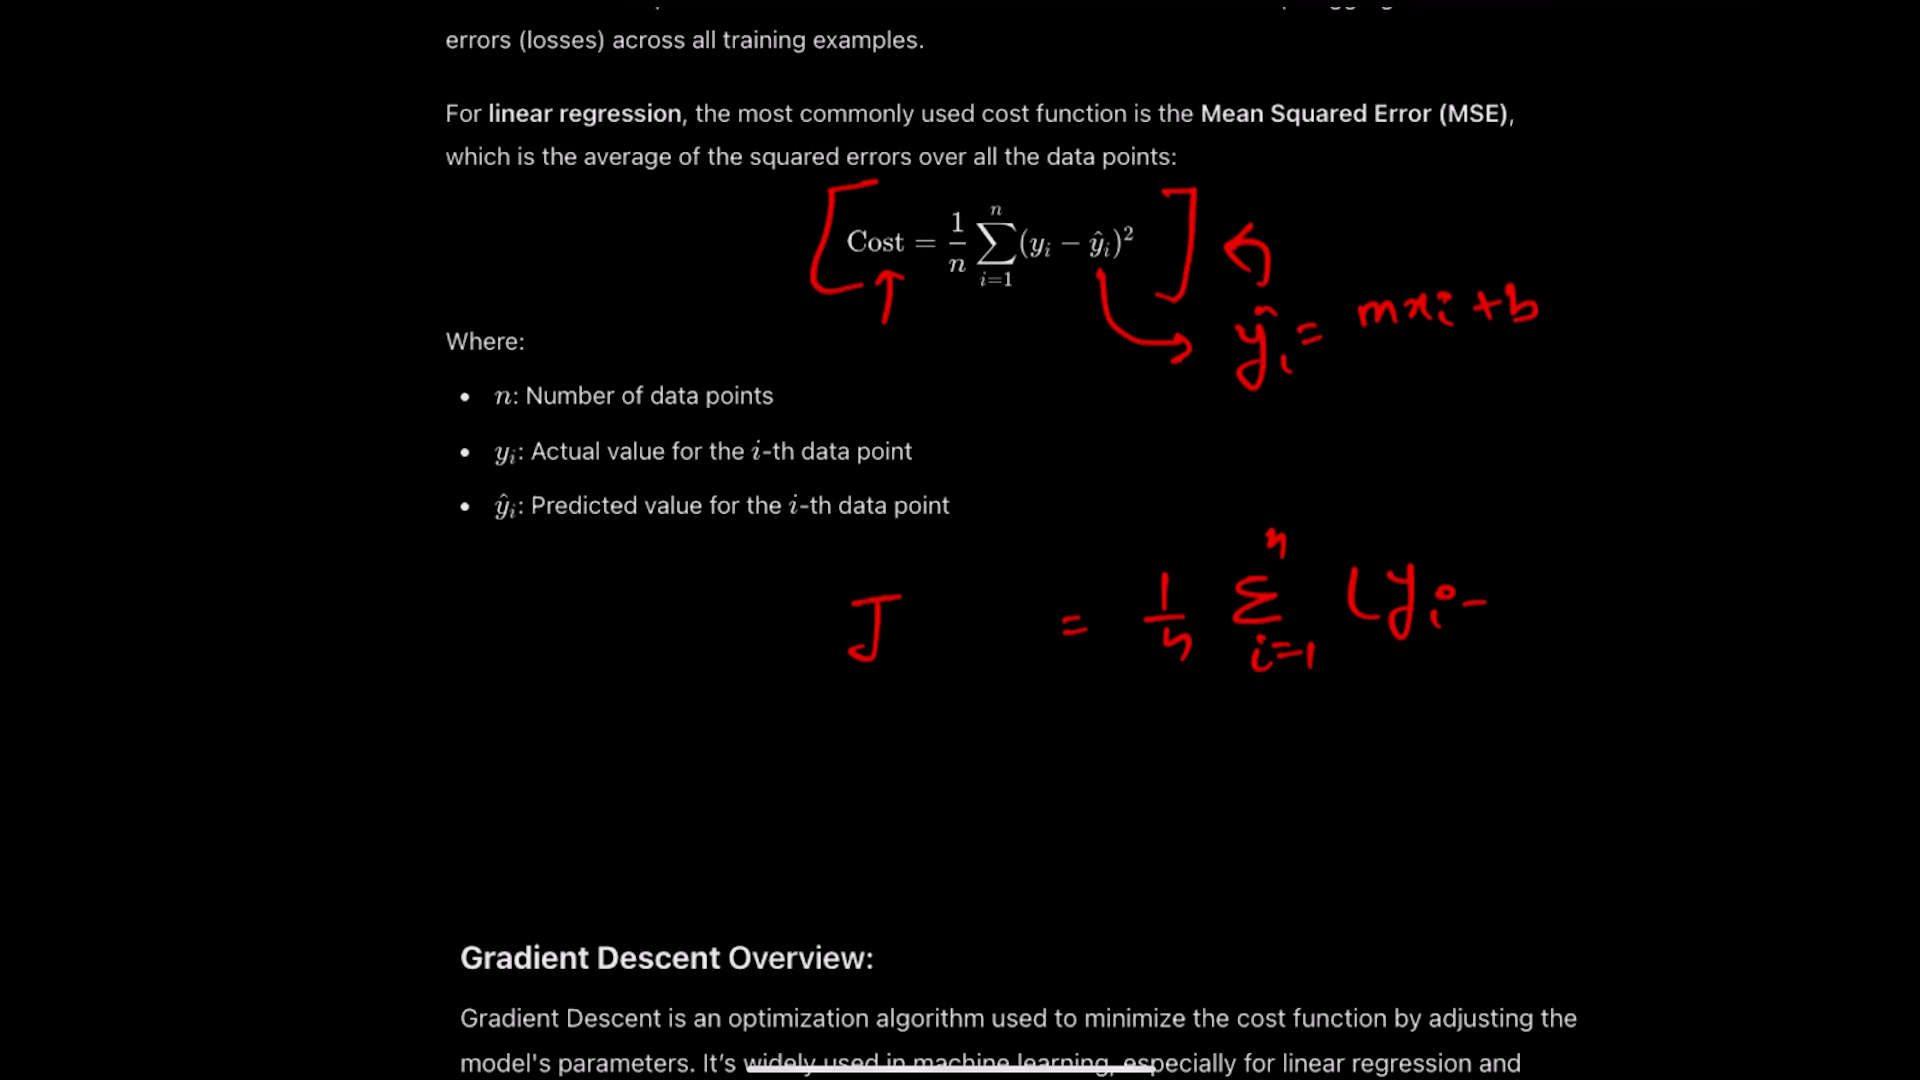 errors (losses) across all training examples.
For linear regression, the most commonly used cost function is the Mean Squared Error (MSE),
which is the average of the squared errors over all the data points:
Cost = 1/n ∑_{i=1}^{n} (y_i − ŷ_i)²
ŷ_i = mx_i + b
Where:
• n: Number of data points
• y_i: Actual value for the i-th data point
• ŷ_i: Predicted value for the i-th data point
J = 1/n Σ_{i=1}^{n} (y_i -
Gradient Descent Overview:
Gradient Descent is an optimization algorithm used to minimize the cost function by adjusting the
model's parameters. It’s widely used in machine learning, especially for linear regression and